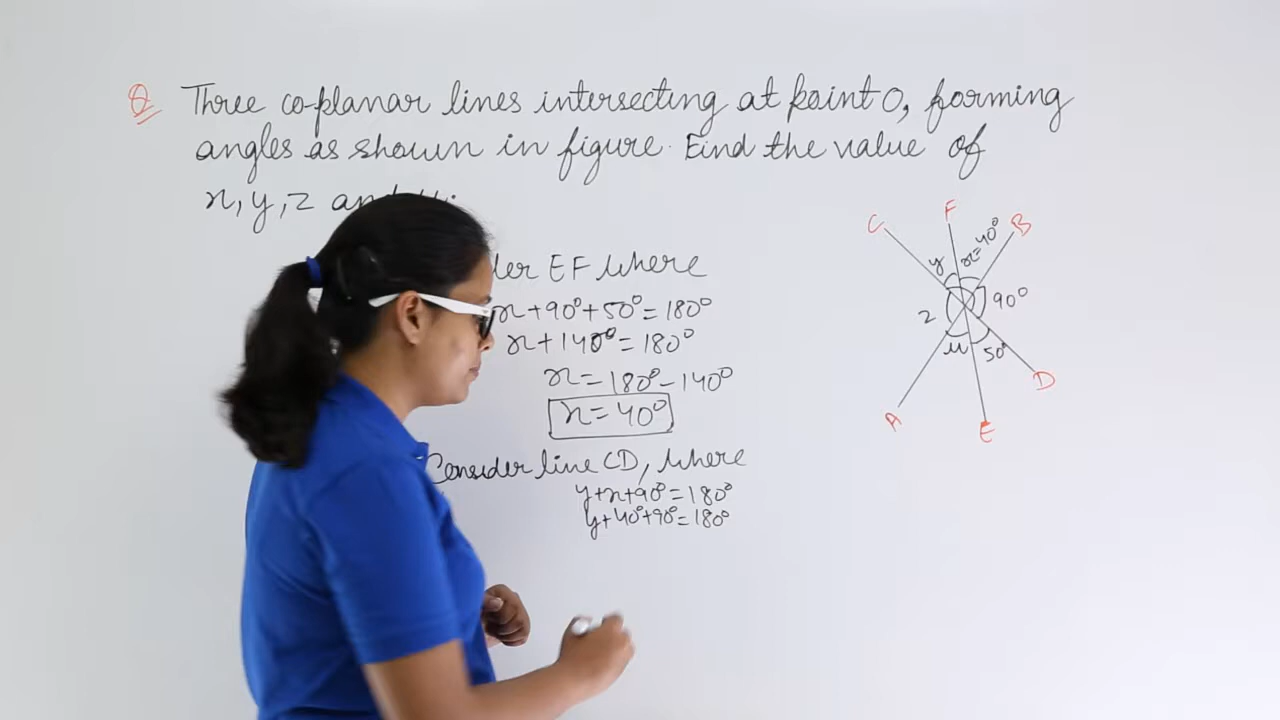 Q Three co-planar lines intersecting at point O, forming
angles as shown in figure. Find the value of
x, y, z and u.
der EF where
x+90°+50°=180°
x+140°=180°
x=180°-140°
x=40°
Consider line CD, where
y+x+90°=180°
y+40°+90°=180°
C
F
B
y
x=40°
90°
z
u
50°
D
A
E